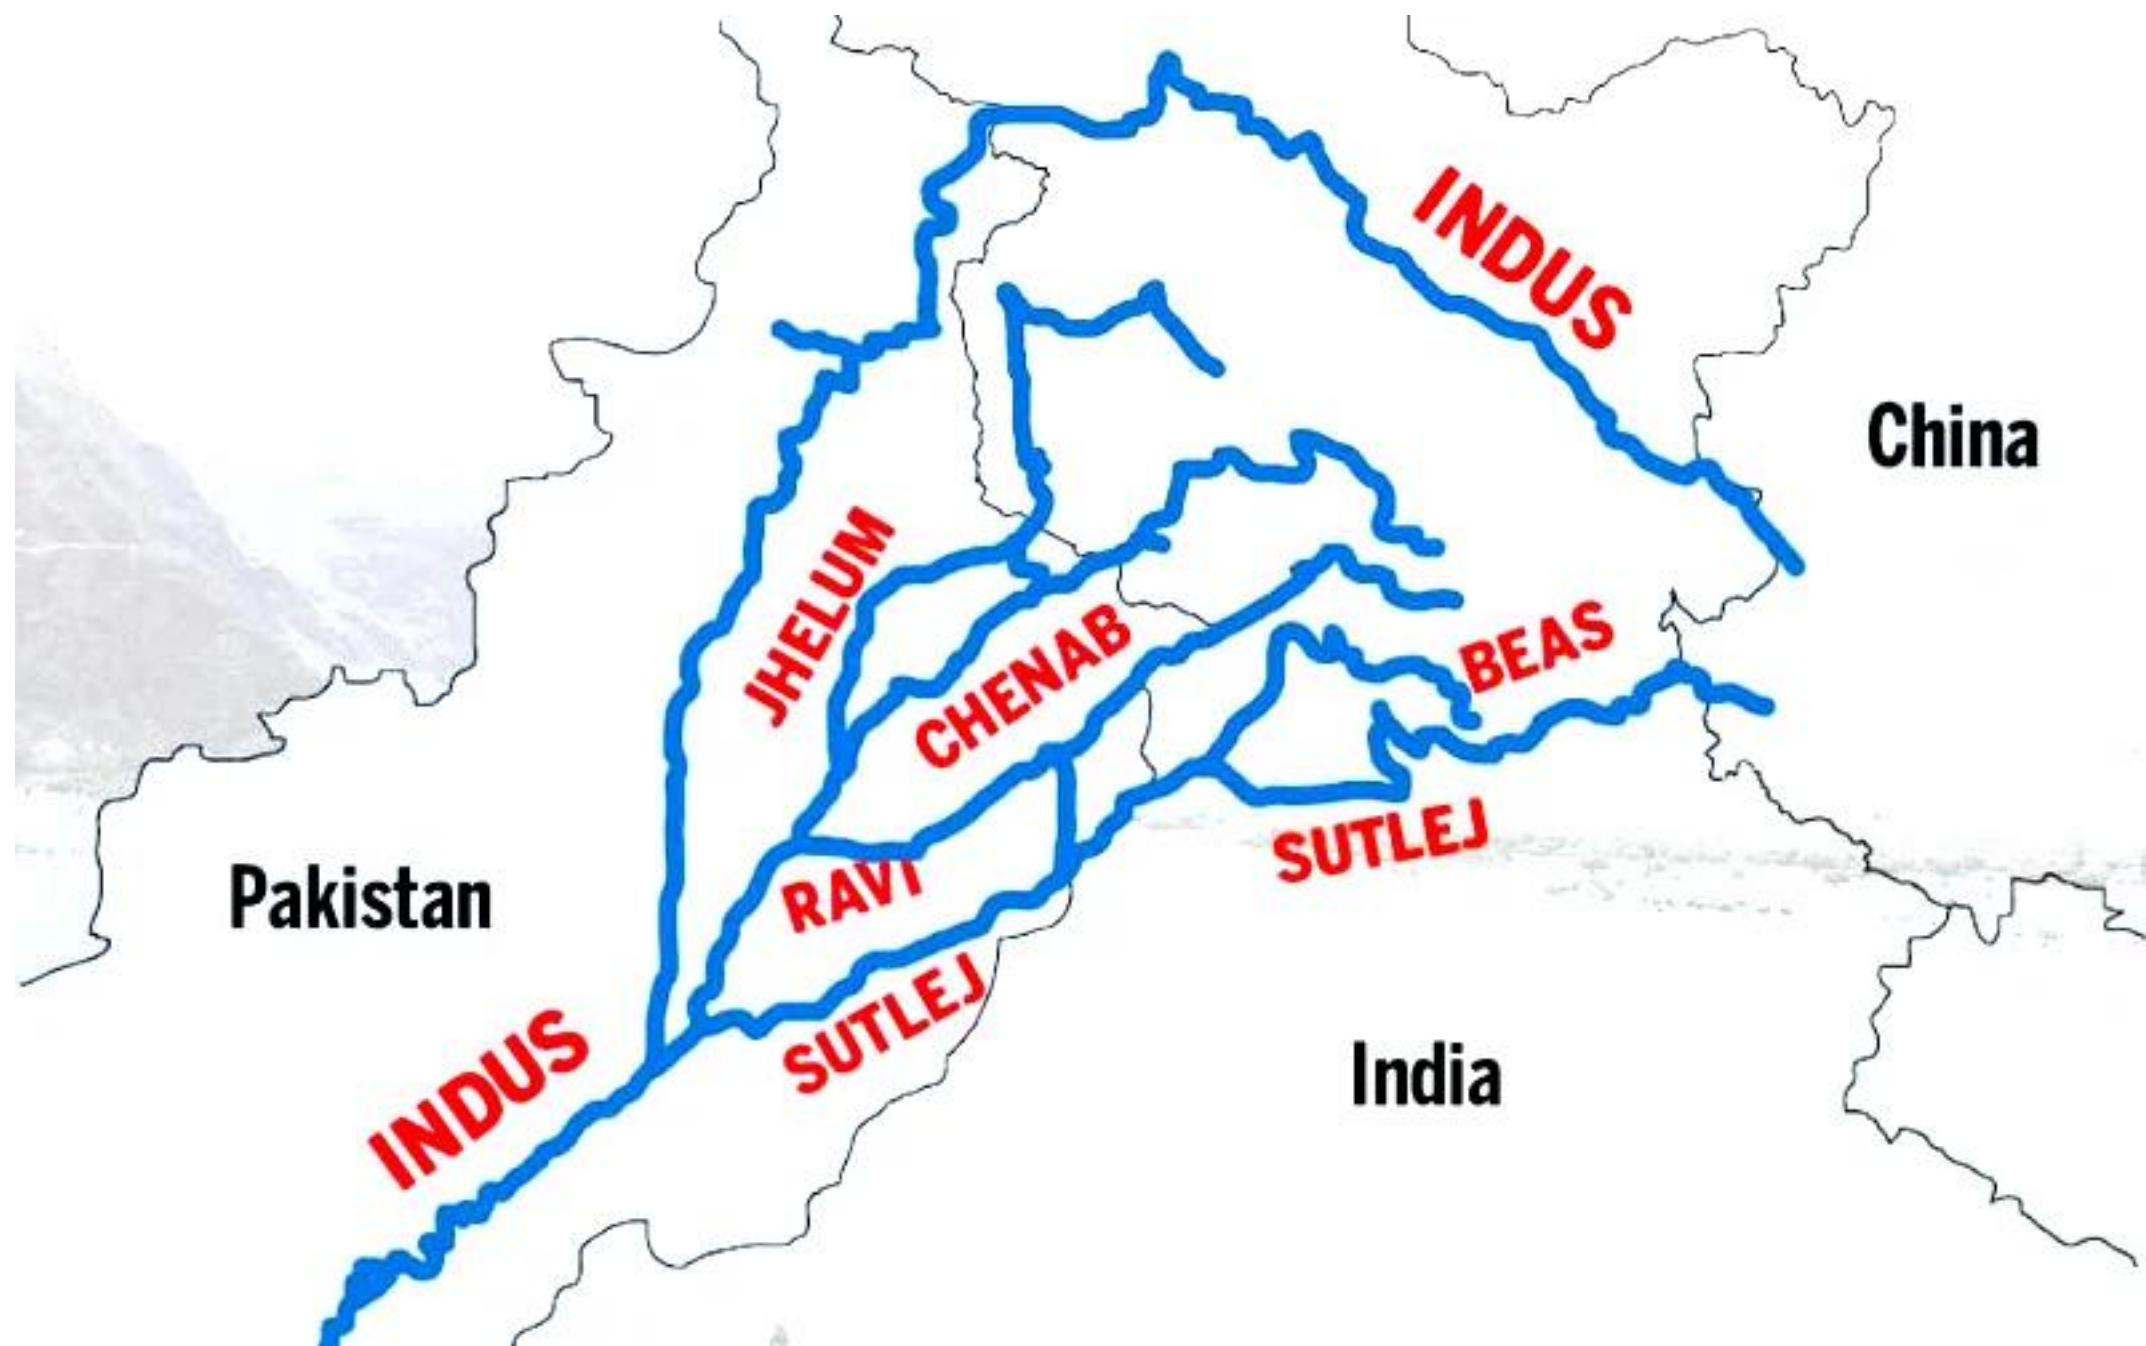 INDUS
China
JHELUM
CHENAB
BEAS
SUTLEJ
Pakistan
RAVI
SUTLEJ
INDUS
India